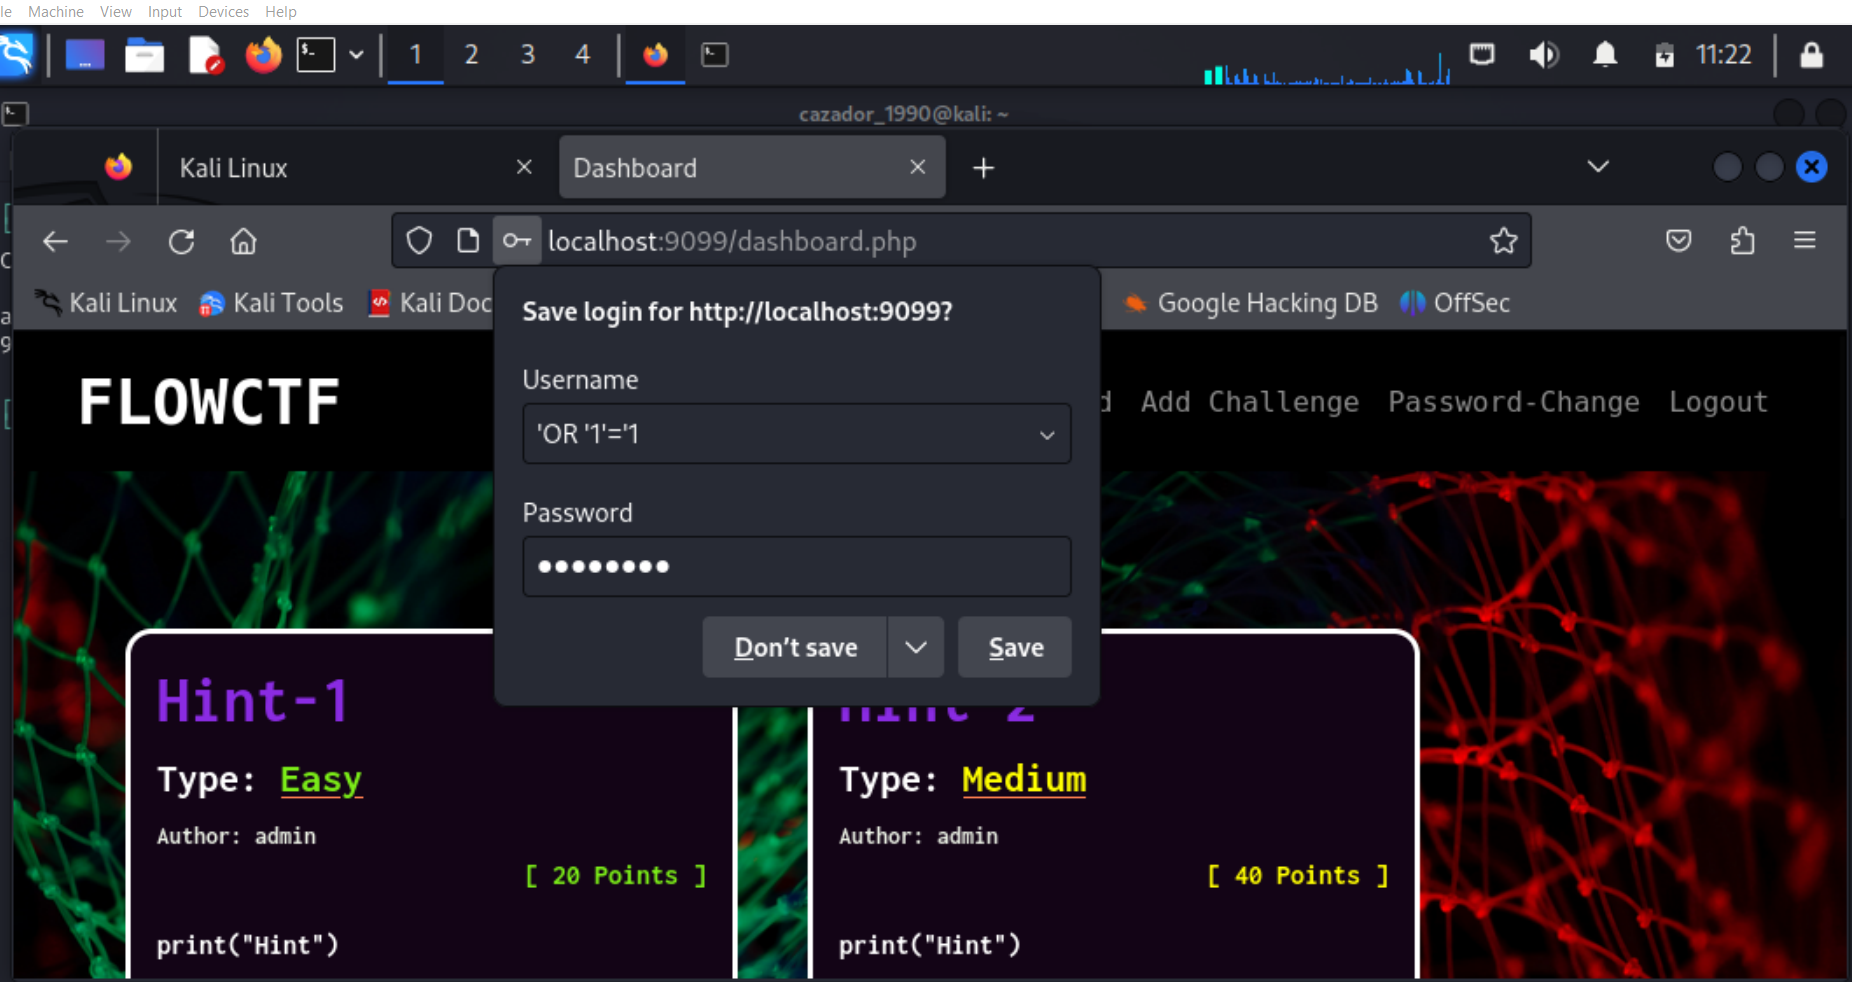 le Machine View Input Devices Help
1 2 3 4 11:22
cazador_1990@kali: ~
Kali Linux Dashboard
localhost:9099/dashboard.php
Kali Linux Kali Tools Kali Doc Google Hacking DB OffSec
Save login for http://localhost:9099?
Username
'OR '1'='1
Password
Don't save Save
FLOWCTF d Add Challenge Password-Change Logout
Hint-1
Type: Easy
Author: admin
[ 20 Points ]
print("Hint")
Hint-2
Type: Medium
Author: admin
[ 40 Points ]
print("Hint")